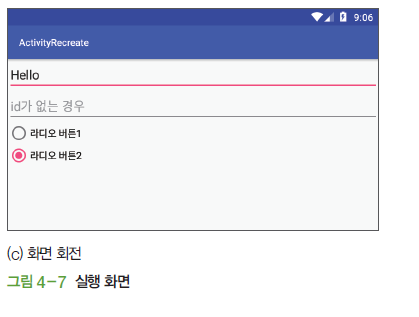 9:06
ActivityRecreate
Hello
id가 없는 경우
라디오 버튼1
라디오 버튼2
(c) 화면 회전
그림 4-7 실행 화면